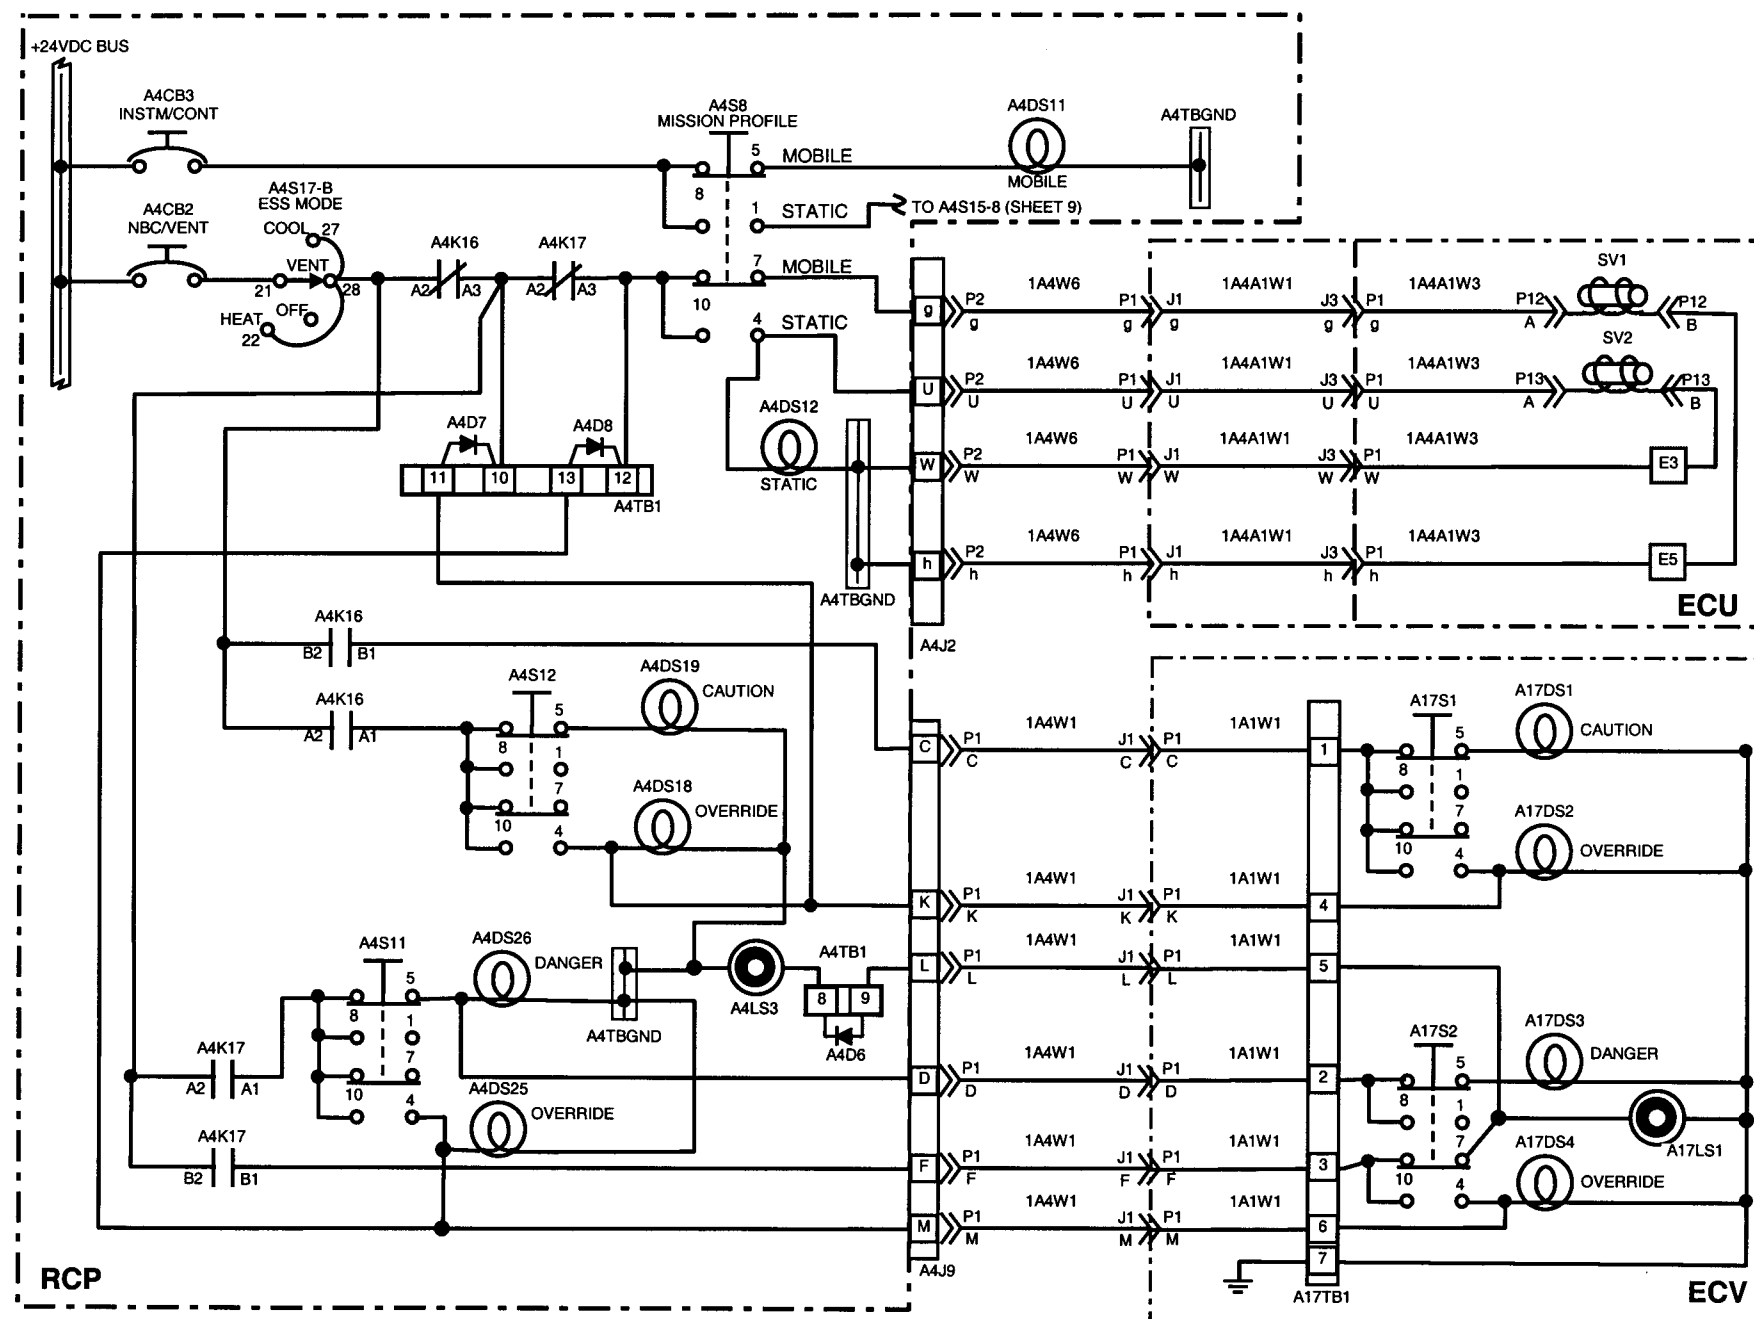 +24VDC BUS
A4CB3
INSTM/CONT
A4S8
MISSION PROFILE
A4DS11
A4TBGND
5
MOBILE
8
MOBILE
1
STATIC
TO A4S15-8 (SHEET 9)
A4S17-B
ESS MODE
A4CB2
NBC/VENT
COOL
27
VENT
21
28
OFF
HEAT
22
A4K16
A2
A3
A4K17
A2
A3
7
MOBILE
10
4
STATIC
A4DS12
STATIC
A4D7
A4D8
11
10
13
12
A4TB1
A4TBGND
g
P2
g
1A4W6
P1
g
J1
g
1A4A1W1
J3
g
P1
g
1A4A1W3
P12
A
SV1
P12
B
U
P2
U
1A4W6
P1
U
J1
U
1A4A1W1
J3
U
P1
U
1A4A1W3
P13
A
SV2
P13
B
W
P2
W
1A4W6
P1
W
J1
W
1A4A1W1
J3
W
P1
W
1A4A1W3
E3
h
P2
h
1A4W6
P1
h
J1
h
1A4A1W1
J3
h
P1
h
1A4A1W3
E5
ECU
A4J2
A4K16
B2
B1
A4K16
A2
A1
A4S12
5
8
1
7
10
4
A4DS19
CAUTION
A4DS18
OVERRIDE
C
P1
C
1A4W1
J1
C
P1
C
1A1W1
1
A17S1
5
8
1
7
10
4
A17DS1
CAUTION
A17DS2
OVERRIDE
K
P1
K
1A4W1
J1
K
P1
K
1A1W1
4
A4S11
5
8
1
7
10
4
A4DS26
DANGER
A4TBGND
A4LS3
A4TB1
8
9
A4D6
L
P1
L
1A4W1
J1
L
P1
L
1A1W1
5
A4K17
A2
A1
A4DS25
OVERRIDE
D
P1
D
1A4W1
J1
D
P1
D
1A1W1
2
A17S2
5
8
1
7
10
4
A17DS3
DANGER
A17LS1
A17DS4
OVERRIDE
A4K17
B2
B1
F
P1
F
1A4W1
J1
F
P1
F
1A1W1
3
M
P1
M
1A4W1
J1
M
P1
M
1A1W1
6
7
RCP
A4J9
A17TB1
ECV